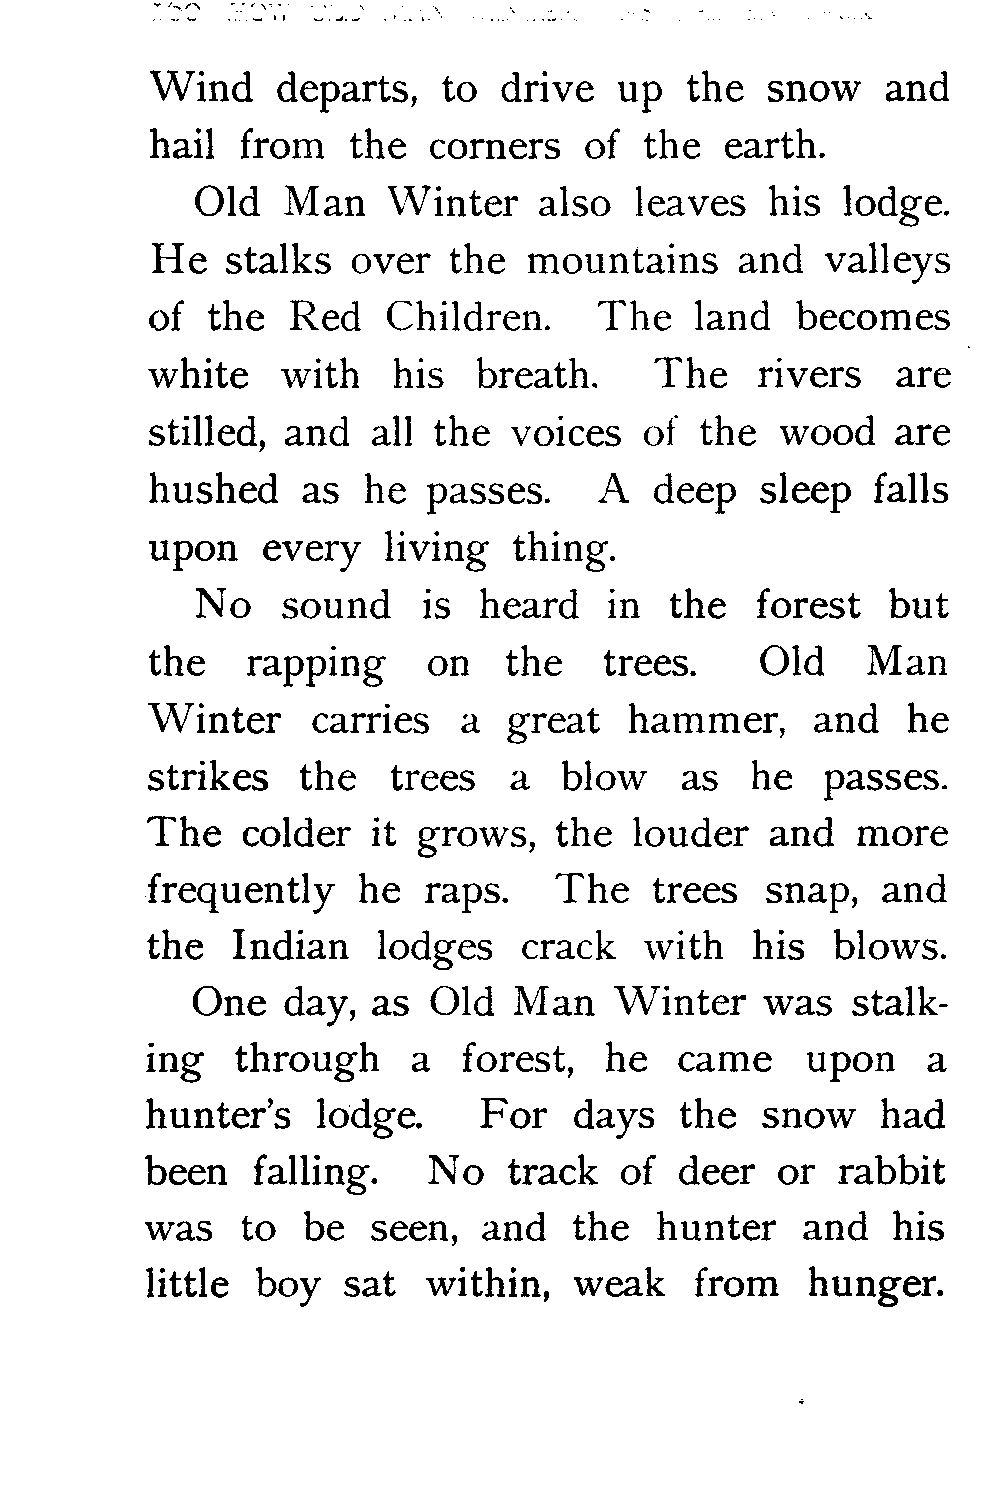 Wind departs, to drive up the snow and
hail from the corners of the earth.
Old Man Winter also leaves his lodge.
He stalks over the mountains and valleys
of the Red Children. The land becomes
white with his breath. The rivers are
stilled, and all the voices of the wood are
hushed as he passes. A deep sleep falls
upon every living thing.
No sound is heard in the forest but
the rapping on the trees. Old Man
Winter carries a great hammer, and he
strikes the trees a blow as he passes.
The colder it grows, the louder and more
frequently he raps. The trees snap, and
the Indian lodges crack with his blows.
One day, as Old Man Winter was stalk-
ing through a forest, he came upon a
hunter's lodge. For days the snow had
been falling. No track of deer or rabbit
was to be seen, and the hunter and his
little boy sat within, weak from hunger.